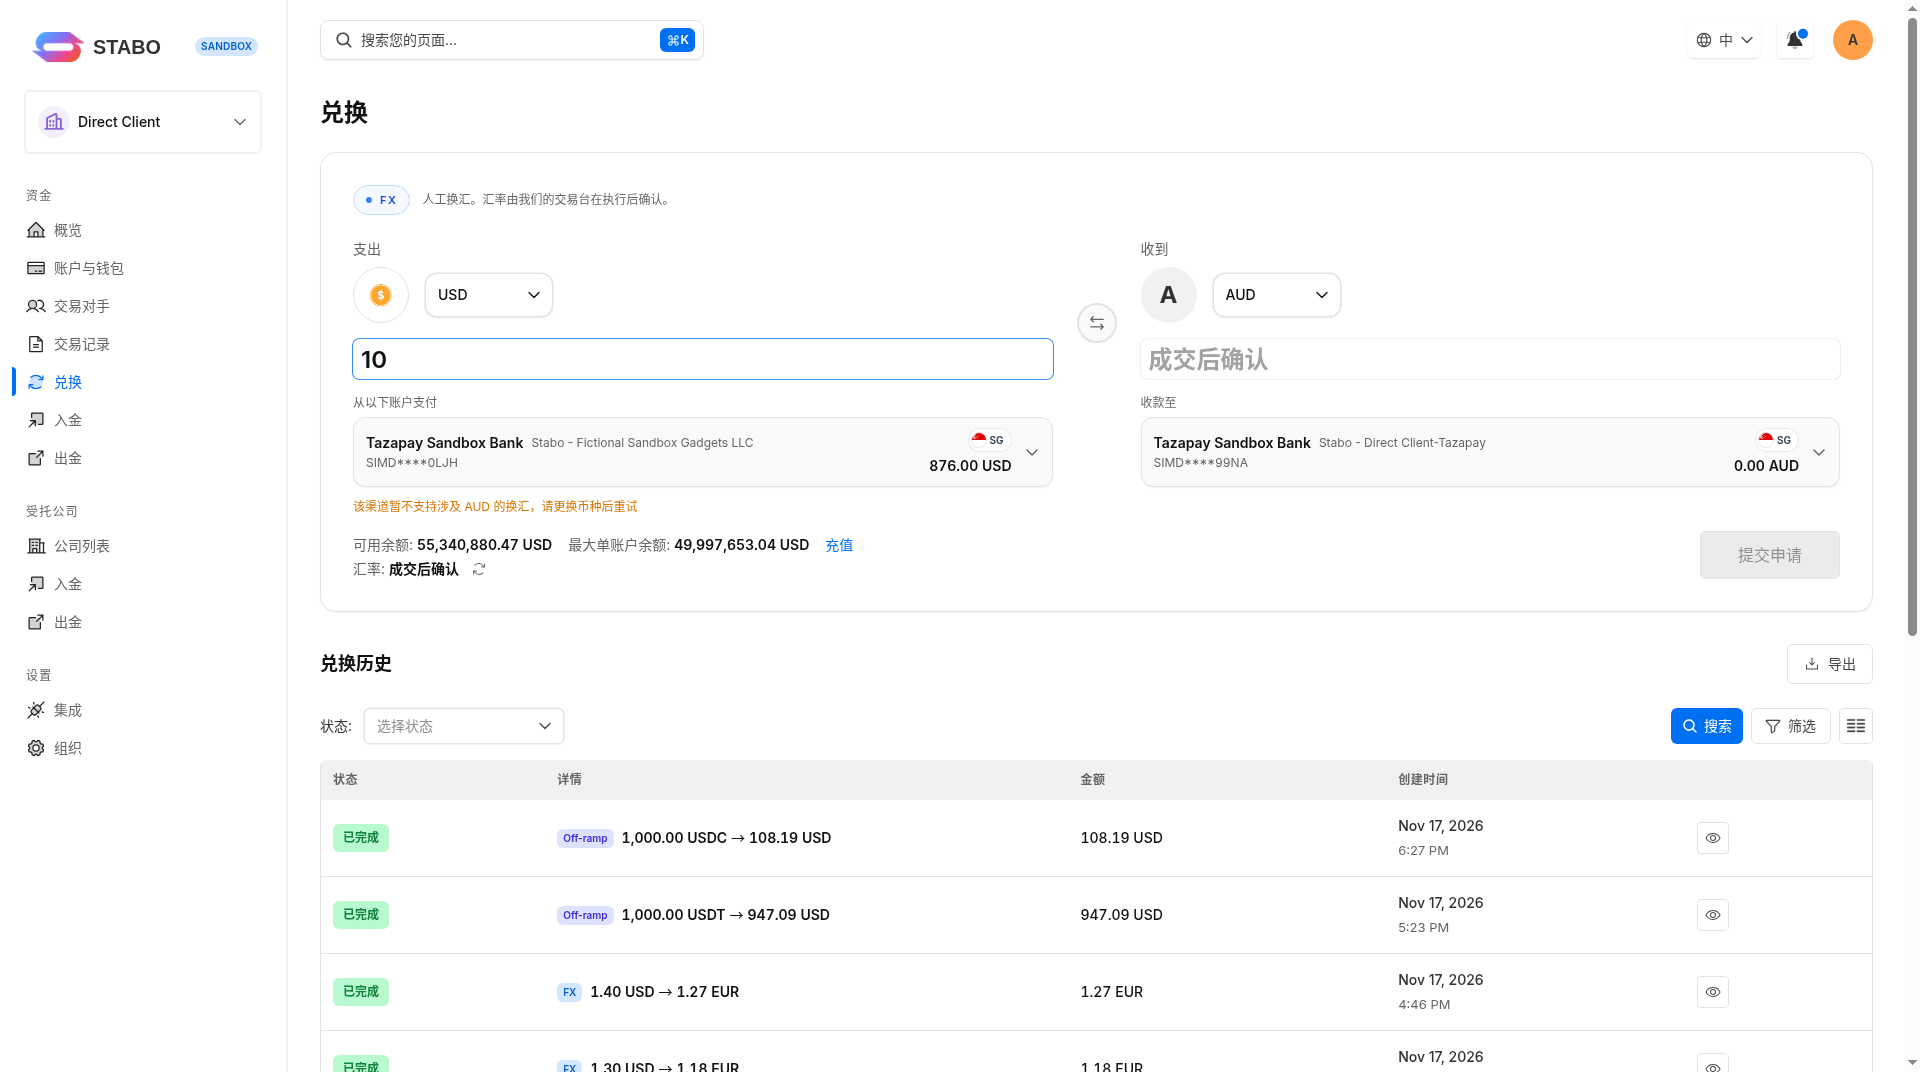 STABO
SANDBOX
搜索您的页面...
⌘K
中
A
Direct Client
资金
概览
账户与钱包
交易对手
交易记录
兑换
入金
出金
受托公司
公司列表
入金
出金
设置
集成
组织
兑换
FX
人工换汇。汇率由我们的交易台在执行后确认。
支出
$
USD
10
从以下账户支付
Tazapay Sandbox Bank Stabo - Fictional Sandbox Gadgets LLC
SG
SIMD****0LJH
876.00 USD
收到
A
AUD
成交后确认
收款至
Tazapay Sandbox Bank Stabo - Direct Client-Tazapay
SG
SIMD****99NA
0.00 AUD
该渠道暂不支持涉及 AUD 的换汇，请更换币种后重试
可用余额: 55,340,880.47 USD 最大单账户余额: 49,997,653.04 USD 充值
汇率: 成交后确认
提交申请
兑换历史
导出
状态:
选择状态
搜索
筛选
状态 详情 金额 创建时间
已完成 Off-ramp 1,000.00 USDC → 108.19 USD 108.19 USD Nov 17, 2026
6:27 PM
已完成 Off-ramp 1,000.00 USDT → 947.09 USD 947.09 USD Nov 17, 2026
5:23 PM
已完成 FX 1.40 USD → 1.27 EUR 1.27 EUR Nov 17, 2026
4:46 PM
已完成 FX 1.30 USD → 1.18 EUR 1.18 EUR Nov 17, 2026